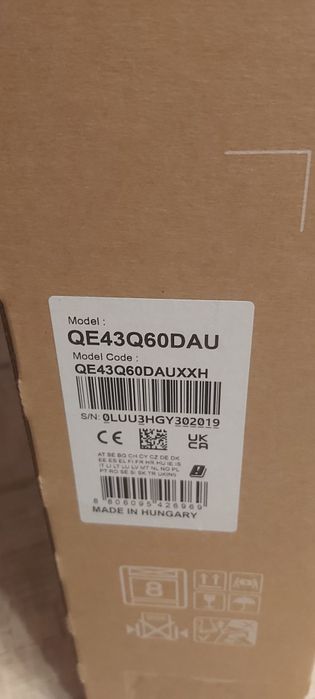 Model :
QE43Q60DAU
Model Code :
QE43Q60DAUXXH
S/N: 0LUU3HGY302019
CE
UK
CA
AT BE BG CH CY CZ DE DK
EE ES EL FI FR HR HU IE IS
IT LI LT LU LV MT NL NO PL
PT RO SE SI SK TR UK(NI)
8 806095 426969
MADE IN HUNGARY
8